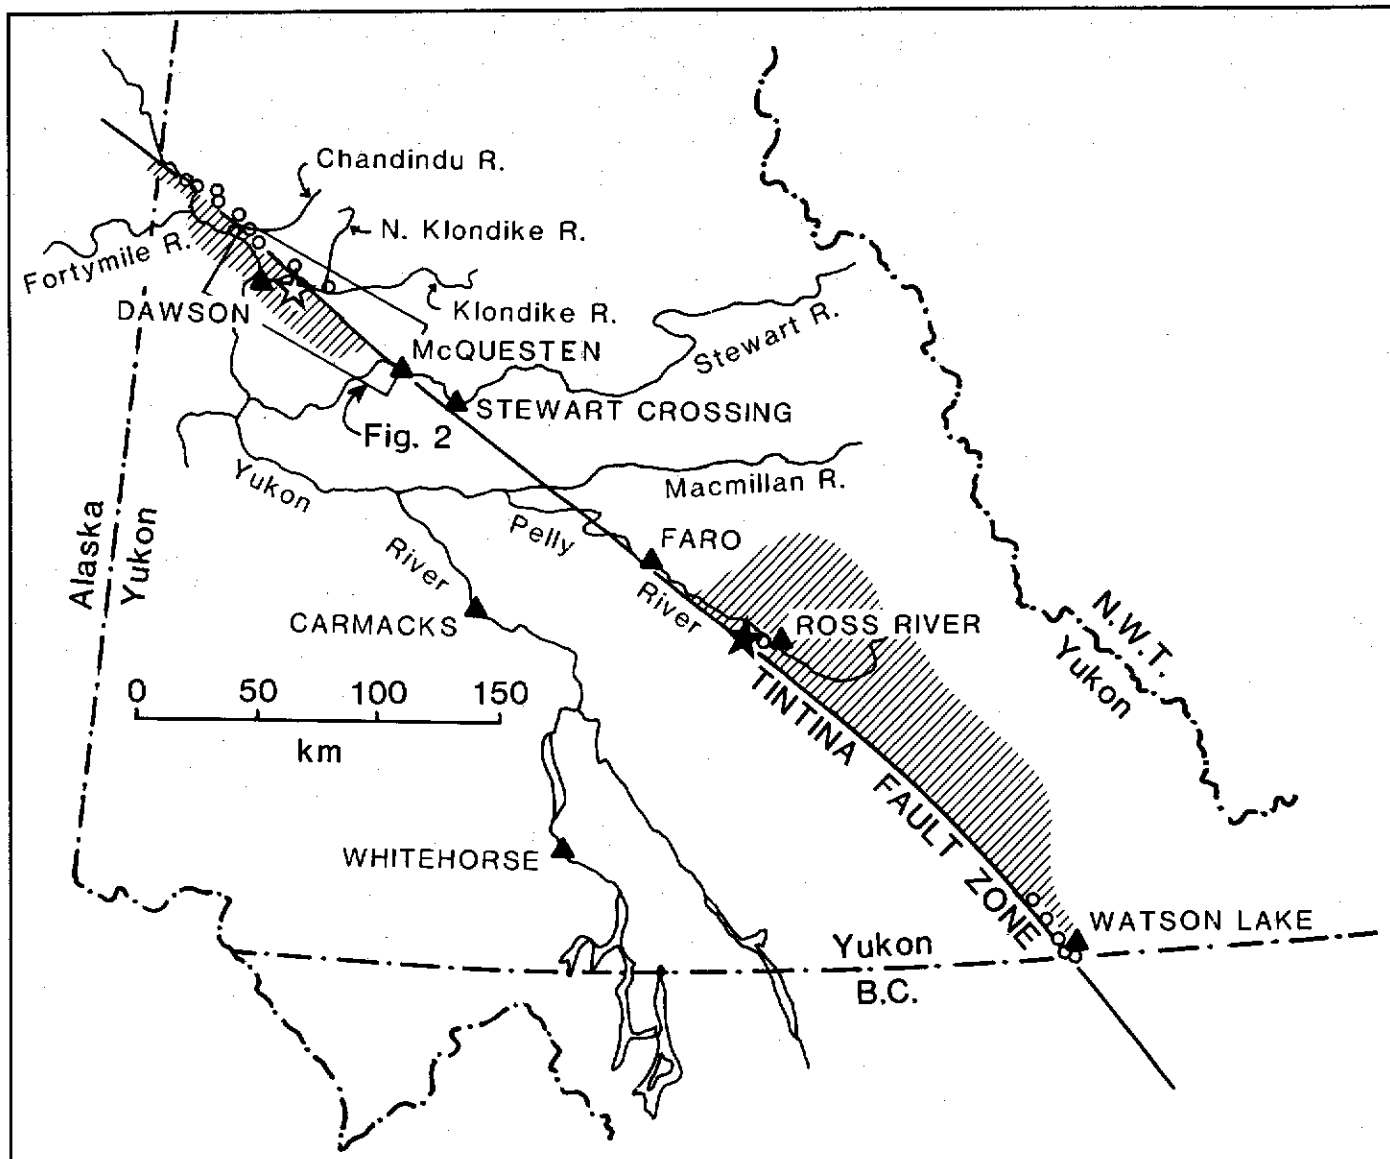 Chandindu R.
N. Klondike R.
Fortymile R.
DAWSON
Klondike R.
McQUESTEN
Stewart R.
STEWART CROSSING
Fig. 2
Yukon
Macmillan R.
Pelly
FARO
Alaska
Yukon
River
River
CARMACKS
ROSS RIVER
N.W.T.
Yukon
0 50 100 150
km
TINTINA FAULT ZONE
WHITEHORSE
WATSON LAKE
Yukon
B.C.